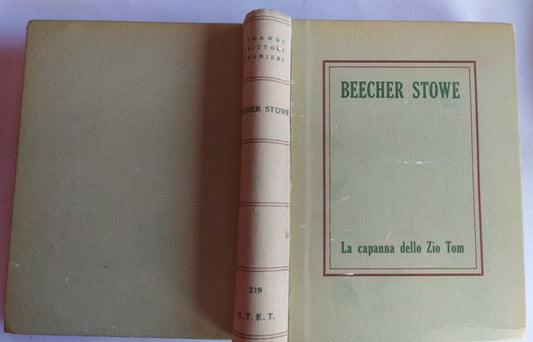 GRANDI
SCRITTORI
STRANIERI
BEECHER STOWE
219
U.T.E.T.
BEECHER STOWE
La capanna dello Zio Tom